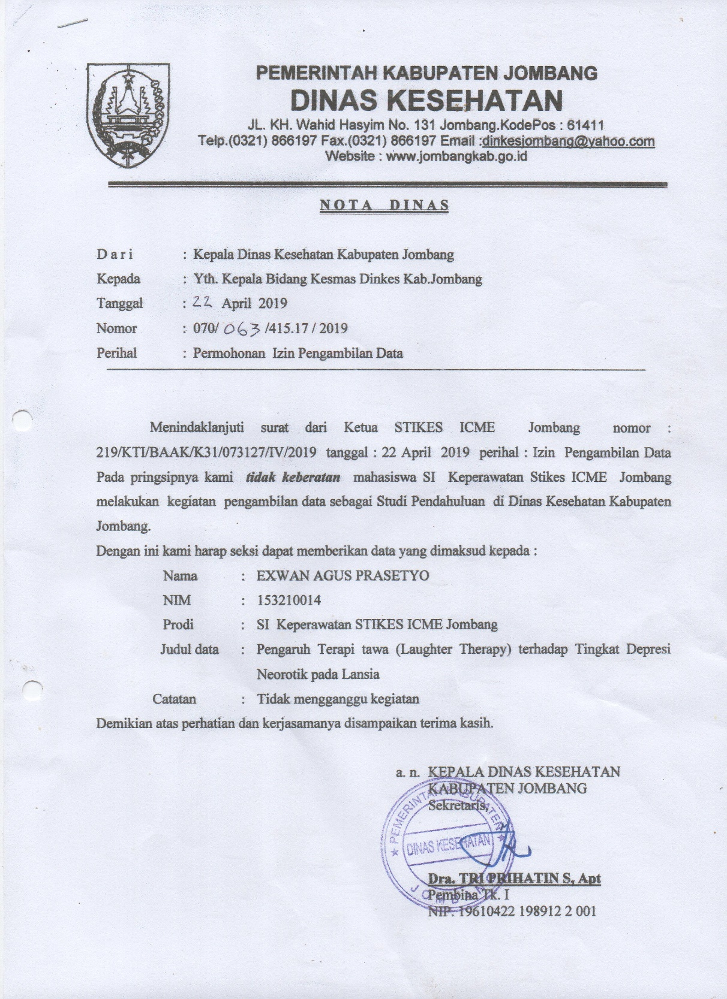 PEMERINTAH KABUPATEN JOMBANG
DINAS KESEHATAN
JL. KH. Wahid Hasyim No. 131 Jombang.KodePos : 61411
Telp.(0321) 866197 Fax.(0321) 866197 Email :dinkesjombang@yahoo.com
Website : www.jombangkab.go.id
NOTA DINAS
Dari : Kepala Dinas Kesehatan Kabupaten Jombang
Kepada : Yth. Kepala Bidang Kesmas Dinkes Kab.Jombang
Tanggal : 22 April 2019
Nomor : 070/ 063 /415.17 / 2019
Perihal : Permohonan Izin Pengambilan Data
Menindaklanjuti surat dari Ketua STIKES ICME Jombang nomor :
219/KTI/BAAK/K31/073127/IV/2019 tanggal : 22 April 2019 perihal : Izin Pengambilan Data
Pada pringsipnya kami tidak keberatan mahasiswa SI Keperawatan Stikes ICME Jombang
melakukan kegiatan pengambilan data sebagai Studi Pendahuluan di Dinas Kesehatan Kabupaten
Jombang.
Dengan ini kami harap seksi dapat memberikan data yang dimaksud kepada :
Nama : EXWAN AGUS PRASETYO
NIM : 153210014
Prodi : SI Keperawatan STIKES ICME Jombang
Judul data : Pengaruh Terapi tawa (Laughter Therapy) terhadap Tingkat Depresi
Neorotik pada Lansia
Catatan : Tidak mengganggu kegiatan
Demikian atas perhatian dan kerjasamanya disampaikan terima kasih.
a. n. KEPALA DINAS KESEHATAN
KABUPATEN JOMBANG
Sekretaris,
PEMERINTAH KABUPATEN
DINAS KESEHATAN
JOMBANG
Dra. TRI PRIHATIN S, Apt
Pembina Tk. I
NIP. 19610422 198912 2 001